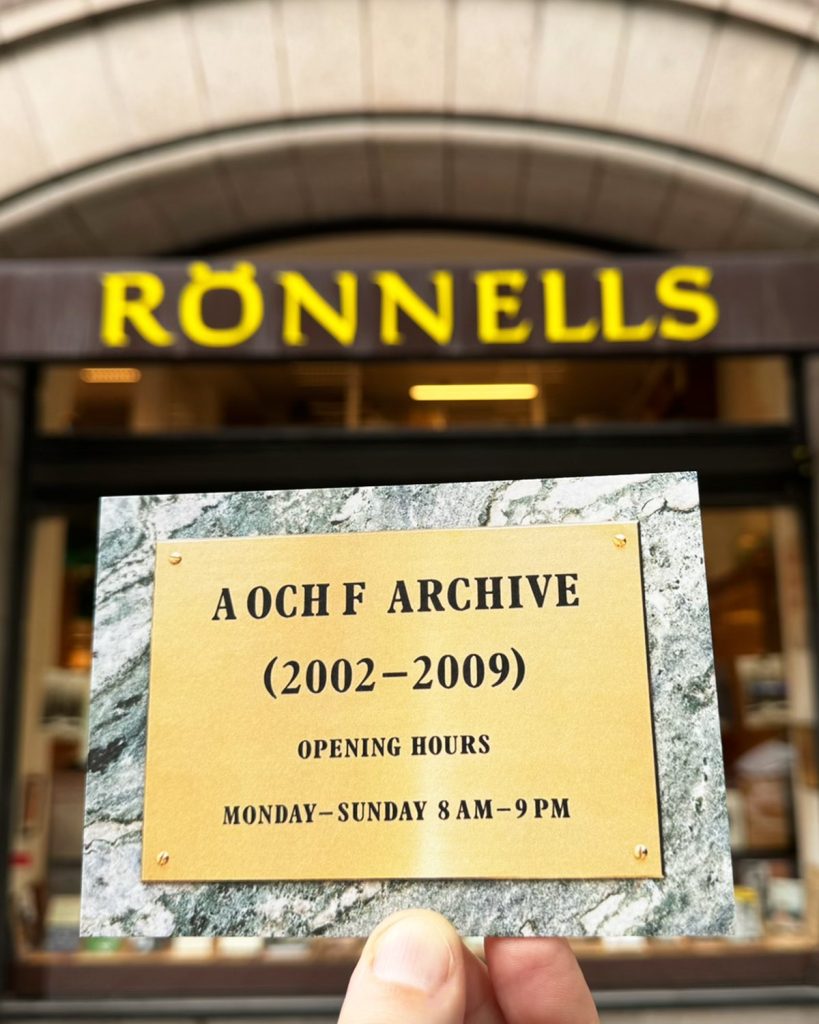 RÖNNELLS
A OCH F ARCHIVE
(2002–2009)
OPENING HOURS
MONDAY–SUNDAY 8 AM–9 PM